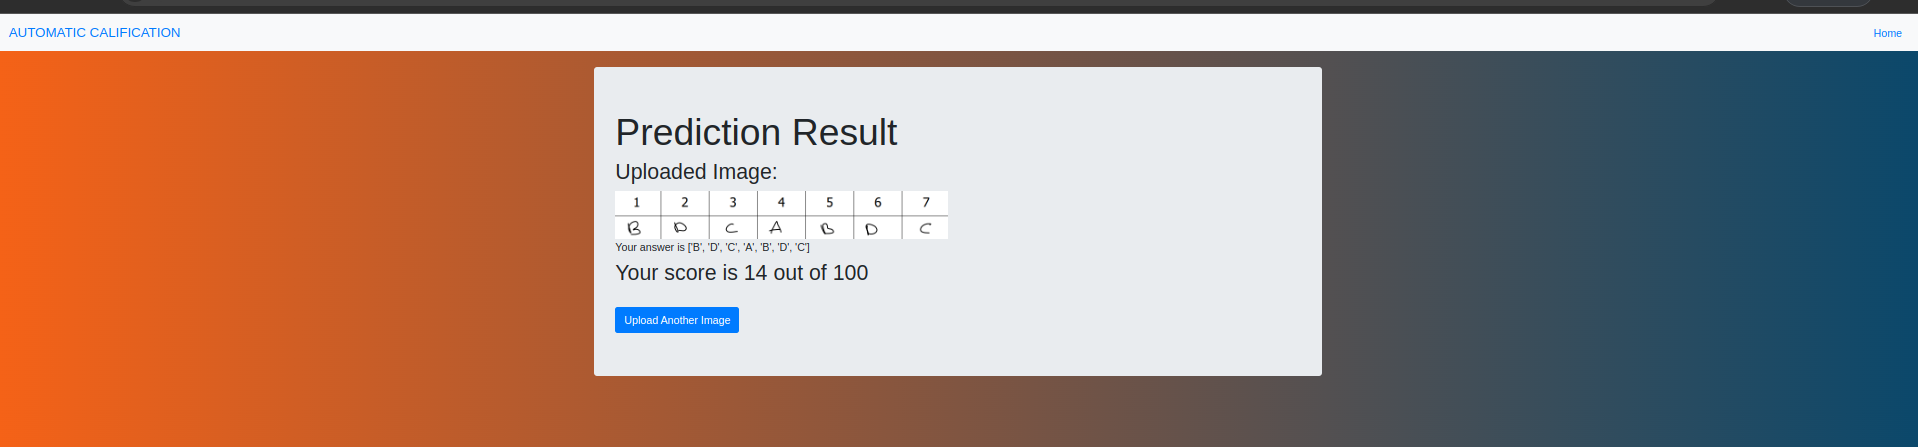 AUTOMATIC CALIFICATION
Home
Prediction Result
Uploaded Image:
1 2 3 4 5 6 7
B D C A B D C
Your answer is ['B', 'D', 'C', 'A', 'B', 'D', 'C']
Your score is 14 out of 100
Upload Another Image